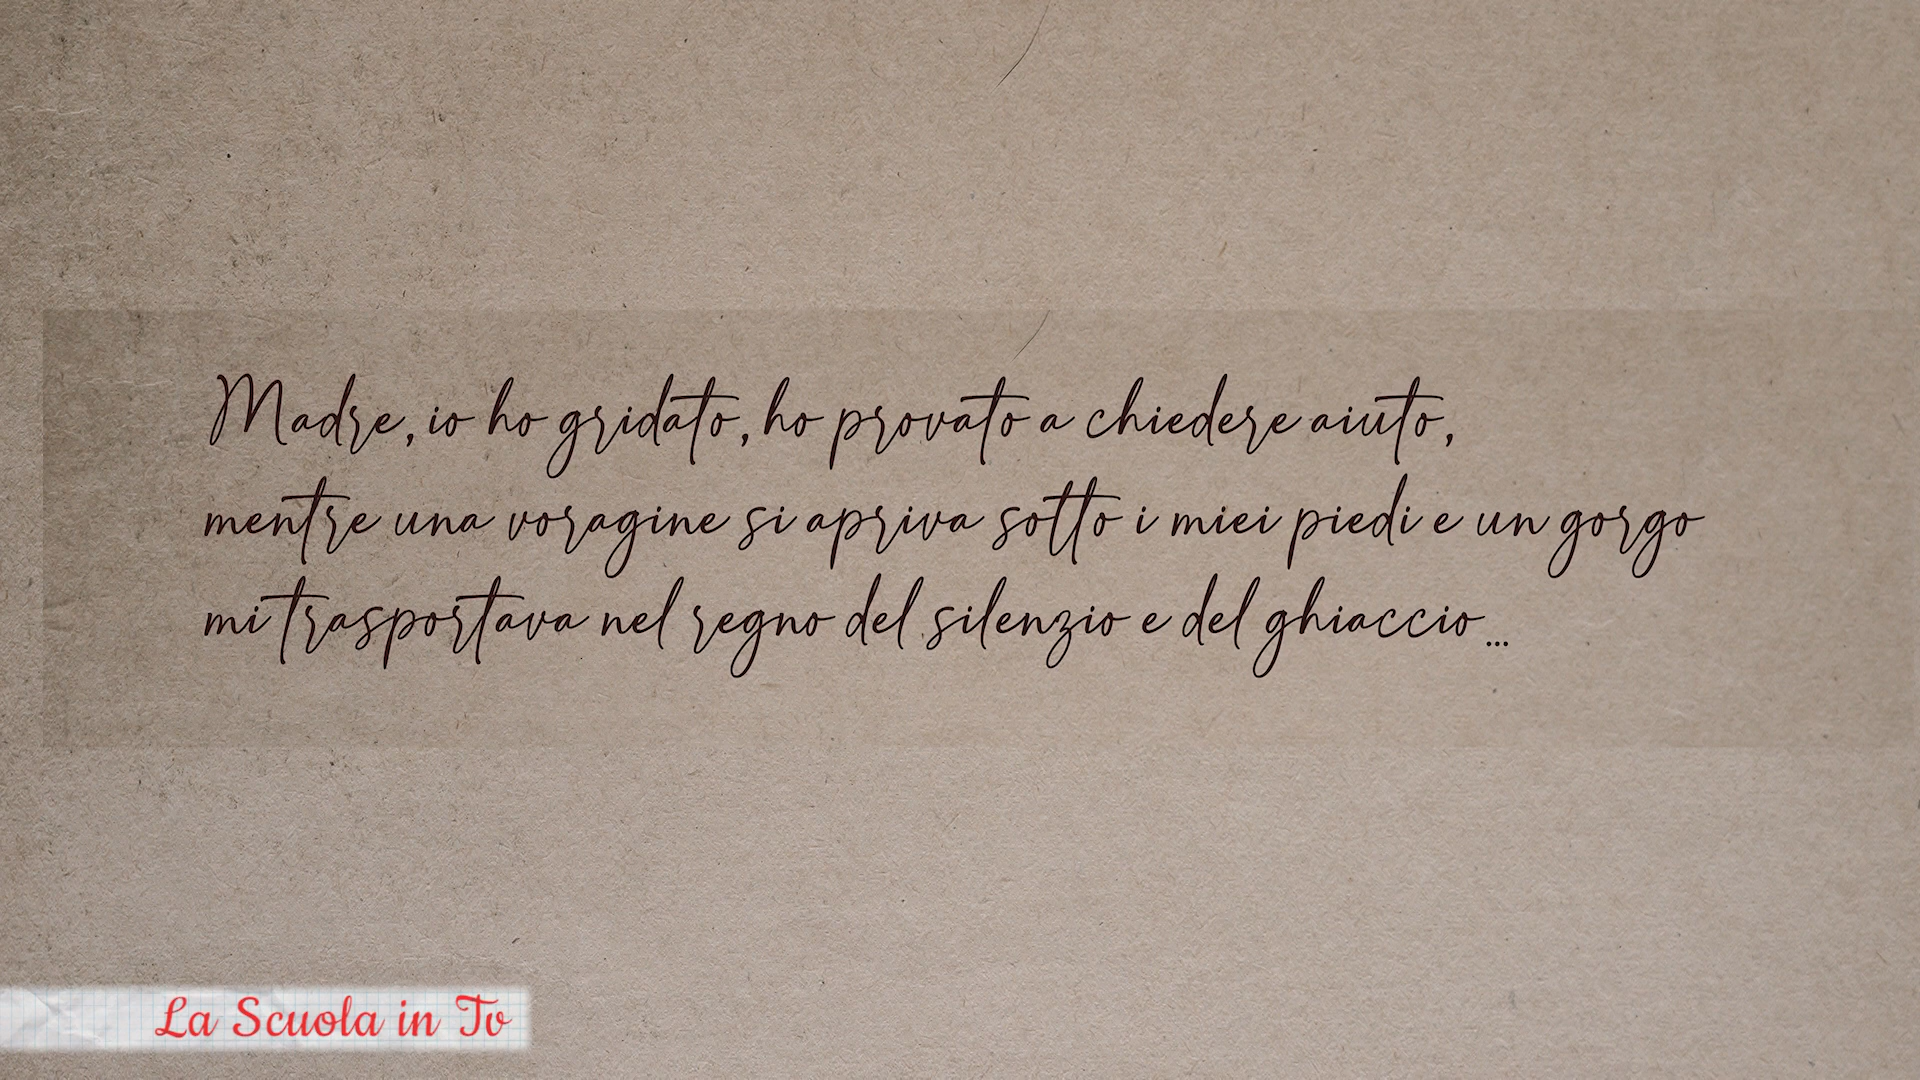 Madre, io ho gridato, ho provato a chiedere aiuto,
mentre una voragine si apriva sotto i miei piedi e un gorgo
mi trasportava nel regno del silenzio e del ghiaccio...
La Scuola in Tv